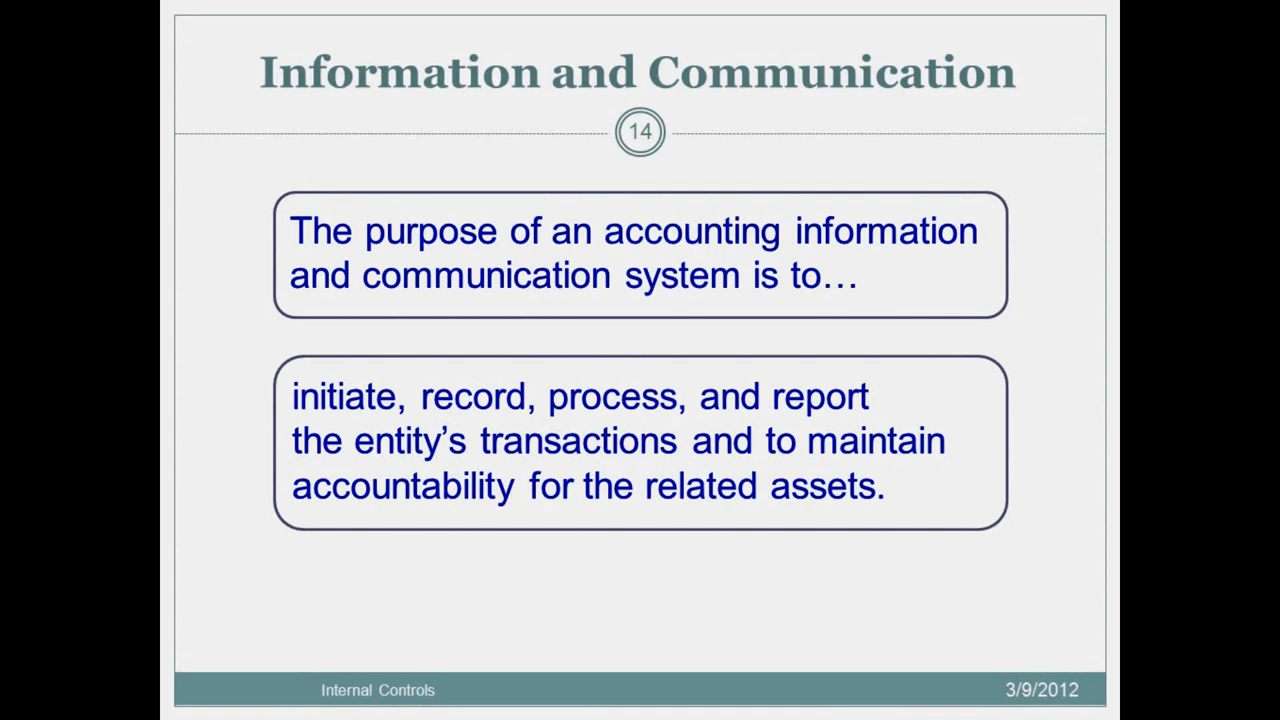 Information and Communication
14
The purpose of an accounting information
and communication system is to…
initiate, record, process, and report
the entity’s transactions and to maintain
accountability for the related assets.
Internal Controls
3/9/2012